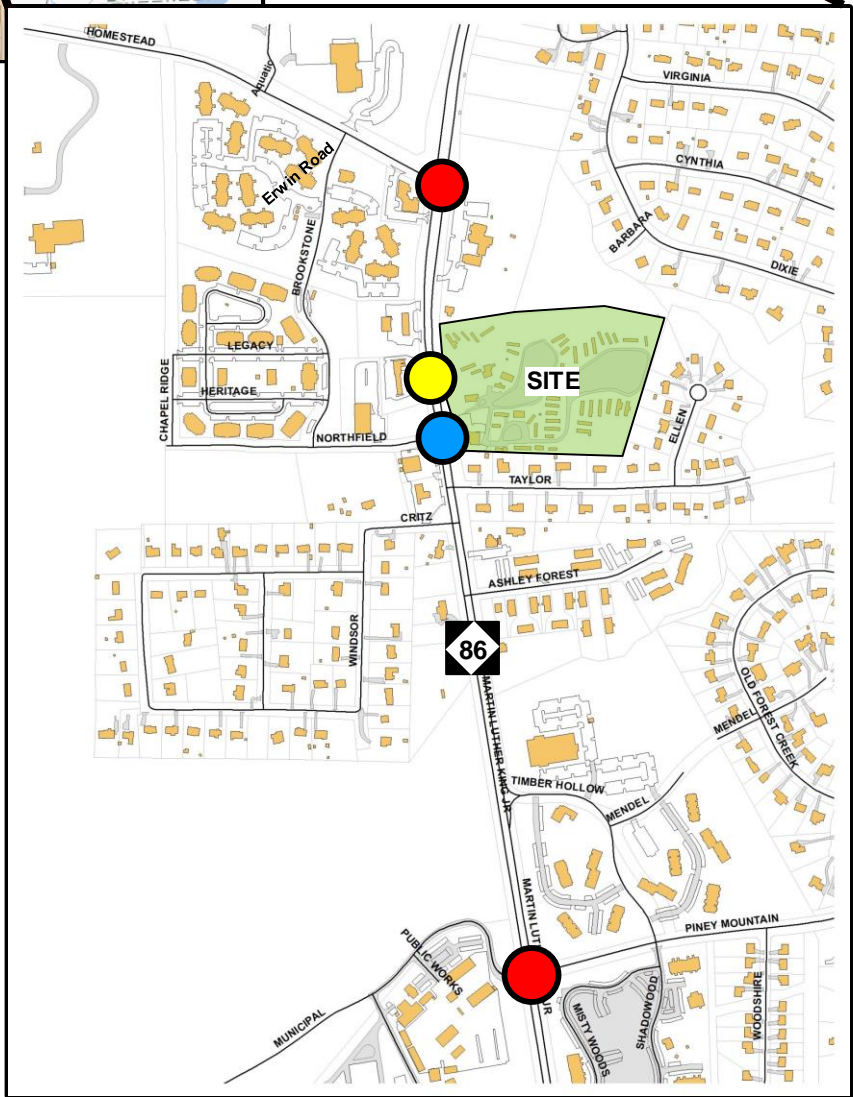 HOMESTEAD
Aquatic
VIRGINIA
CYNTHIA
Erwin Road
BARBARA
DIXIE
BROOKSTONE
LEGACY
SITE
CHAPEL RIDGE
HERITAGE
ELLEN
NORTHFIELD
TAYLOR
CRITZ
ASHLEY FOREST
WINDSOR
86
MARTIN LUTHER KING JR
OLD FOREST CREEK
MENDEL
TIMBER HOLLOW
MENDEL
MARTIN LUT
JR
PINEY MOUNTAIN
PUBLIC WORKS
MUNICIPAL
MISTY WOODS
SHADOWOOD
WOODSHIRE